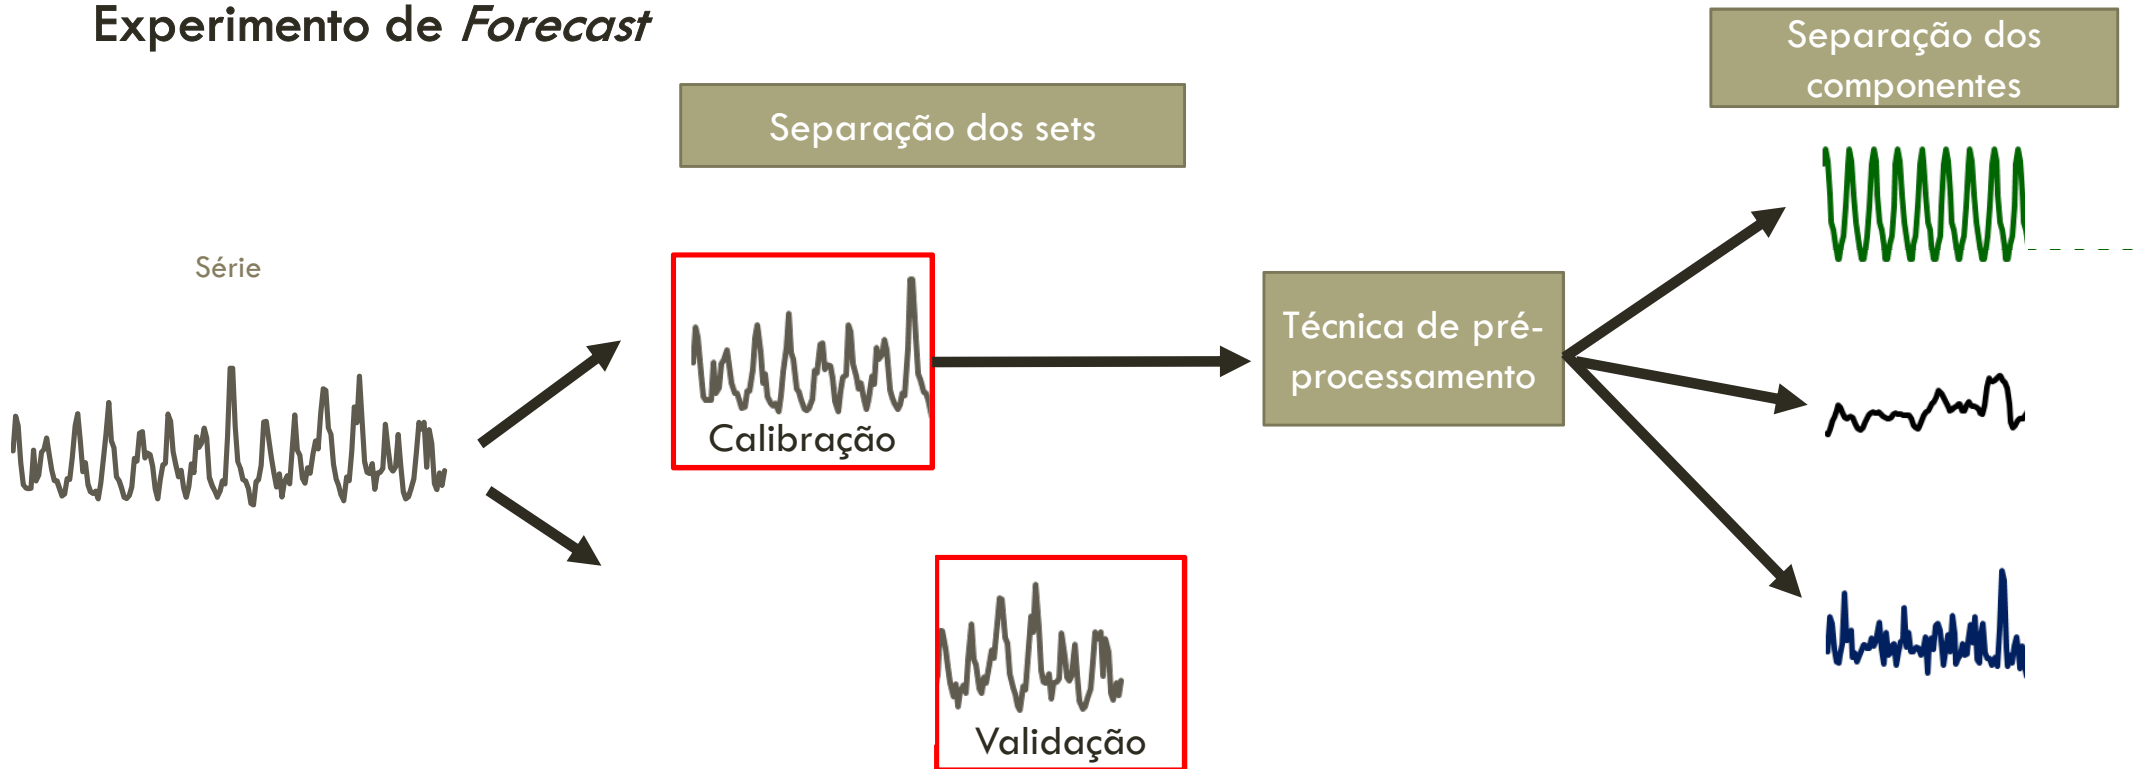 Experimento de Forecast
Separação dos
componentes
Separação dos sets
Série
Calibração
Técnica de pré-
processamento
Validação